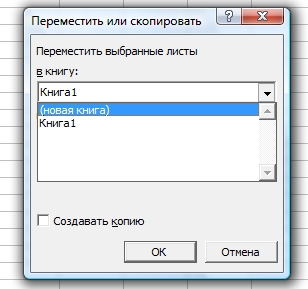 Переместить или скопировать
Переместить выбранные листы
в книгу:
Книга1
(новая книга)
Книга1
Создавать копию
ОК
Отмена